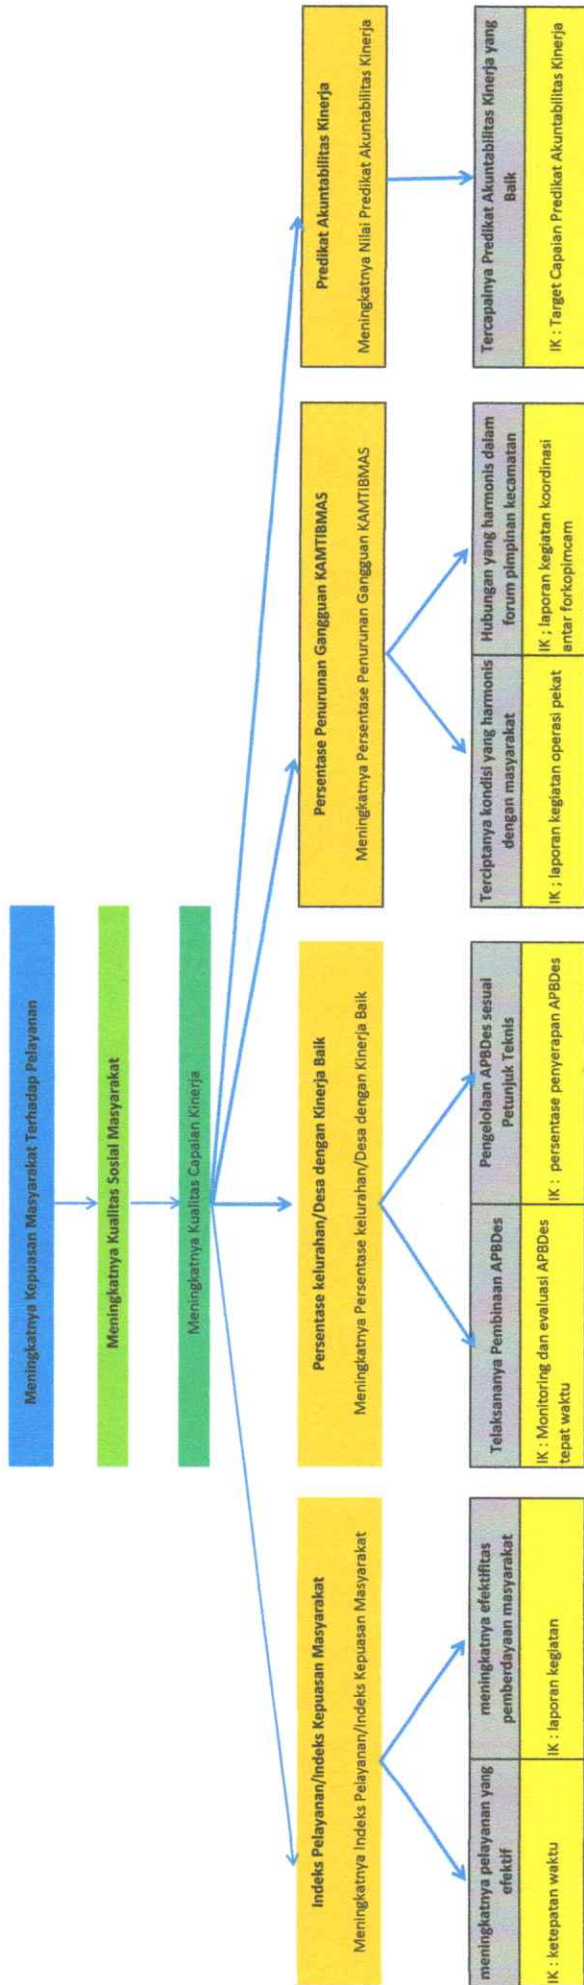 Meningkatnya Kepuasan Masyarakat Terhadap Pelayanan
Meningkatnya Kualitas Sosial Masyarakat
Meningkatnya Kualitas Capaian Kinerja
Indeks Pelayanan/Indeks Kepuasan Masyarakat
Meningkatnya Indeks Pelayanan/Indeks Kepuasan Masyarakat
Persentase kelurahan/Desa dengan Kinerja Baik
Meningkatnya Persentase kelurahan/Desa dengan Kinerja Baik
Persentase Penurunan Gangguan KAMTIBMAS
Meningkatnya Persentase Penurunan Gangguan KAMTIBMAS
Predikat Akuntabilitas Kinerja
Meningkatnya Nilai Predikat Akuntabilitas Kinerja
meningkatnya pelayanan yang
efektif
IK : ketepatan waktu
meningkatnya efektifitas
pemberdayaan masyarakat
IK : laporan kegiatan
Telaksananya Pembinaan APBDes
IK : Monitoring dan evaluasi APBDes
tepat waktu
Pengelolaan APBDes sesuai
Petunjuk Teknis
IK : persentase penyerapan APBDes
Terciptanya kondisi yang harmonis
dengan masyarakat
IK ; laporan kegiatan operasi pekat
Hubungan yang harmonis dalam
forum pimpinan kecamatan
IK ; laporan kegiatan koordinasi
antar forkopimcam
Tercapainya Predikat Akuntabilitas Kinerja yang
Baik
IK : Target Capaian Predikat Akuntabilitas Kinerja